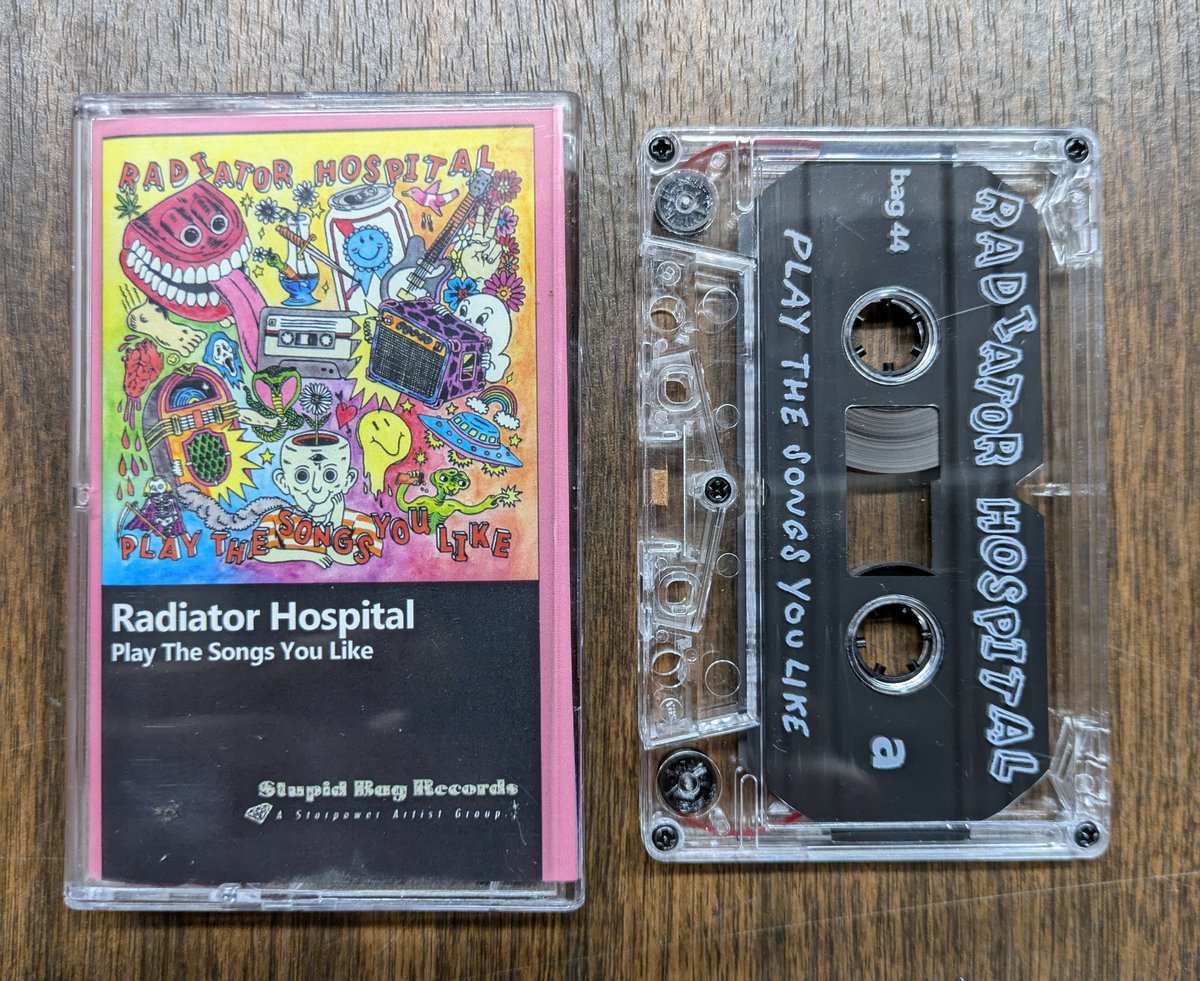 RADIATOR HOSPITAL
PLAY THE SONGS YOU LIKE
Radiator Hospital
Play The Songs You Like
Stupid Bag Records
A Starpower Artist Group.
RADIATOR HOSPITAL
bag 44
a
PLAY THE SONGS YOU LIKE